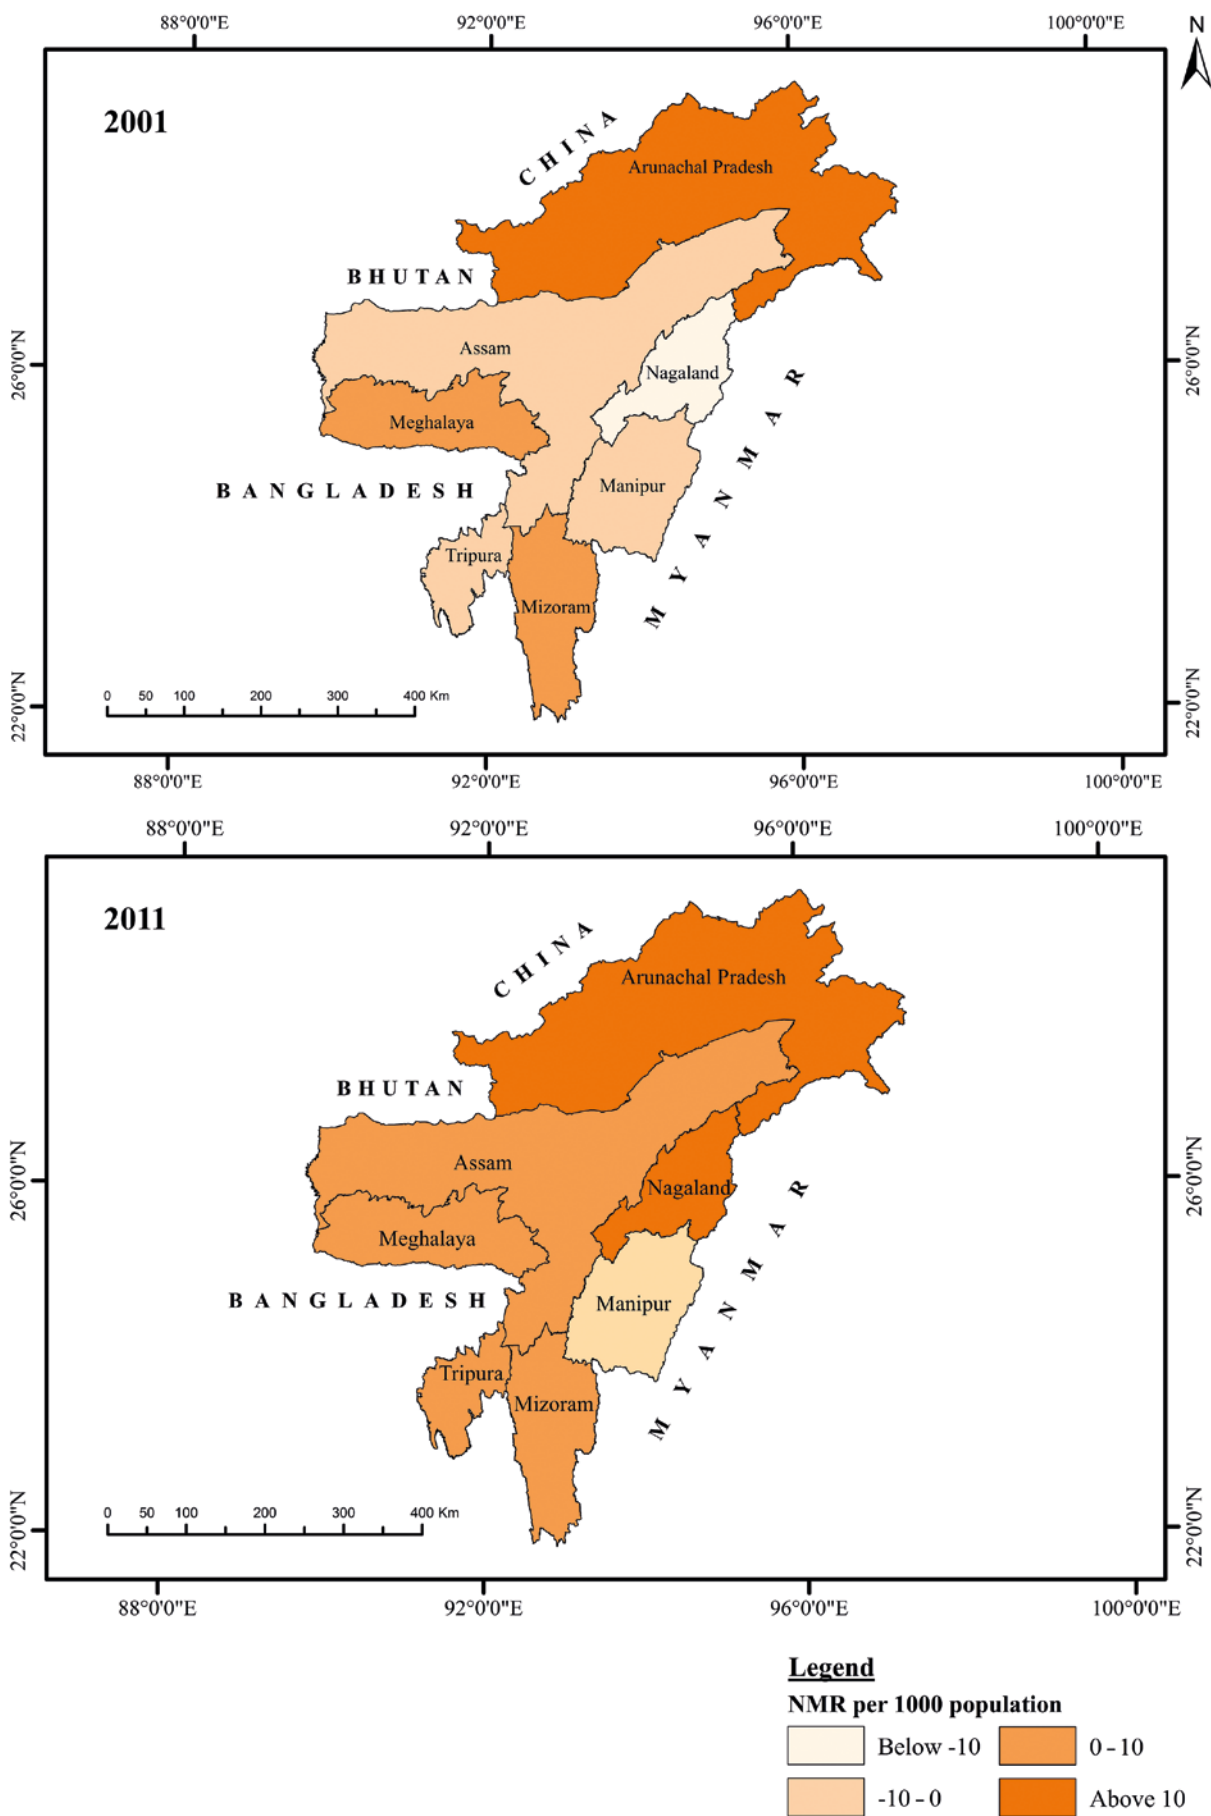 88°0'0"E 92°0'0"E 96°0'0"E 100°0'0"E
N
2001
CHINA
Arunachal Pradesh
BHUTAN
Assam
26°0'0"N
26°0'0"N
Nagaland
Meghalaya
BANGLADESH
Manipur
MYANMAR
Tripura
Mizoram
0 50 100 200 300 400 Km
22°0'0"N
22°0'0"N
88°0'0"E 92°0'0"E 96°0'0"E 100°0'0"E
88°0'0"E 92°0'0"E 96°0'0"E 100°0'0"E
2011
CHINA
Arunachal Pradesh
BHUTAN
Assam
26°0'0"N
26°0'0"N
Nagaland
Meghalaya
BANGLADESH
Manipur
MYANMAR
Tripura
Mizoram
0 50 100 200 300 400 Km
22°0'0"N
22°0'0"N
88°0'0"E 92°0'0"E 96°0'0"E 100°0'0"E
Legend
NMR per 1000 population
Below -10 0 - 10
-10 - 0 Above 10